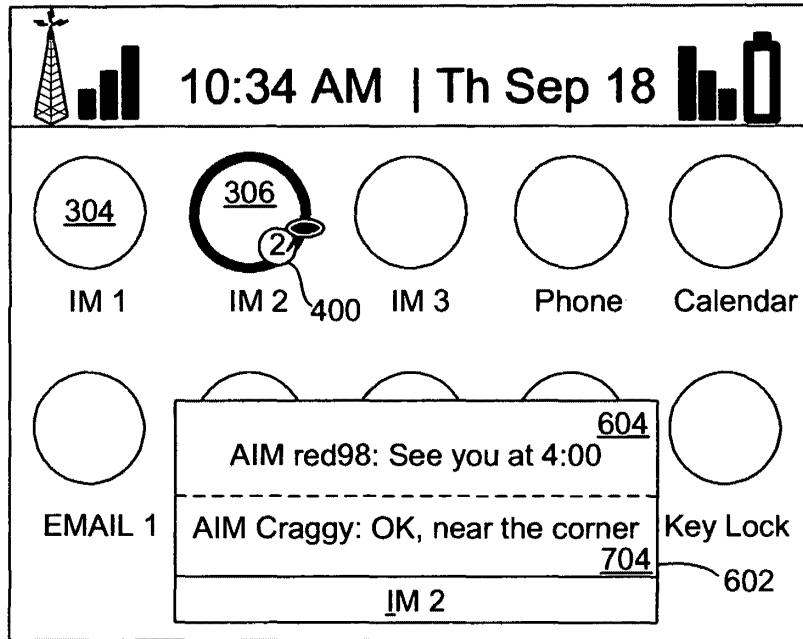 10:34 AM | Th Sep 18
304
306
2
IM 1
IM 2
400
IM 3
Phone
Calendar
604
AIM red98: See you at 4:00
EMAIL 1
AIM Craggy: OK, near the corner
Key Lock
704
602
IM 2